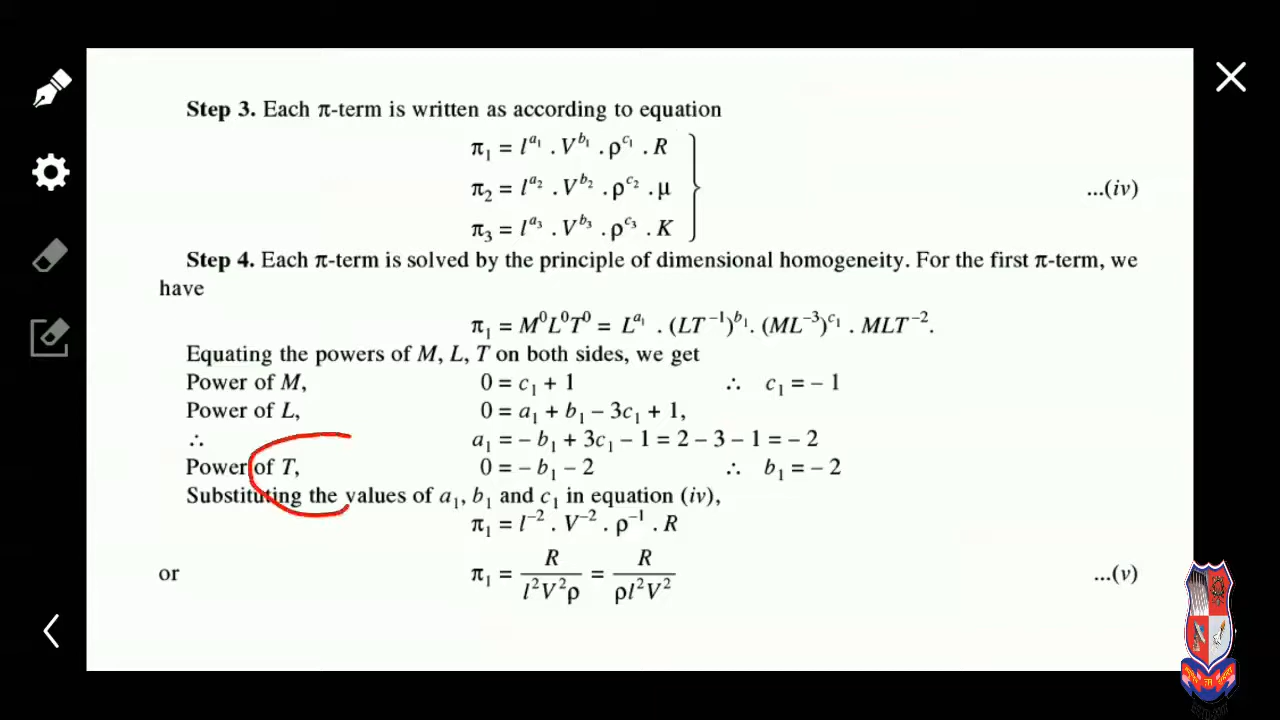 Step 3. Each π-term is written as according to equation
π₁ = l^a₁ . V^b₁ . ρ^c₁ . R
π₂ = l^a₂ . V^b₂ . ρ^c₂ . μ ...(iv)
π₃ = l^a₃ . V^b₃ . ρ^c₃ . K
Step 4. Each π-term is solved by the principle of dimensional homogeneity. For the first π-term, we
have
π₁ = M⁰L⁰T⁰ = L^a₁ . (LT⁻¹)^b₁. (ML⁻³)^c₁ . MLT⁻².
Equating the powers of M, L, T on both sides, we get
Power of M, 0 = c₁ + 1 ∴ c₁ = – 1
Power of L, 0 = a₁ + b₁ – 3c₁ + 1,
∴ a₁ = – b₁ + 3c₁ – 1 = 2 – 3 – 1 = – 2
Power of T, 0 = – b₁ – 2 ∴ b₁ = – 2
Substituting the values of a₁, b₁ and c₁ in equation (iv),
π₁ = l⁻² . V⁻² . ρ⁻¹ . R
or π₁ = R / l²V²ρ = R / ρl²V² ...(v)